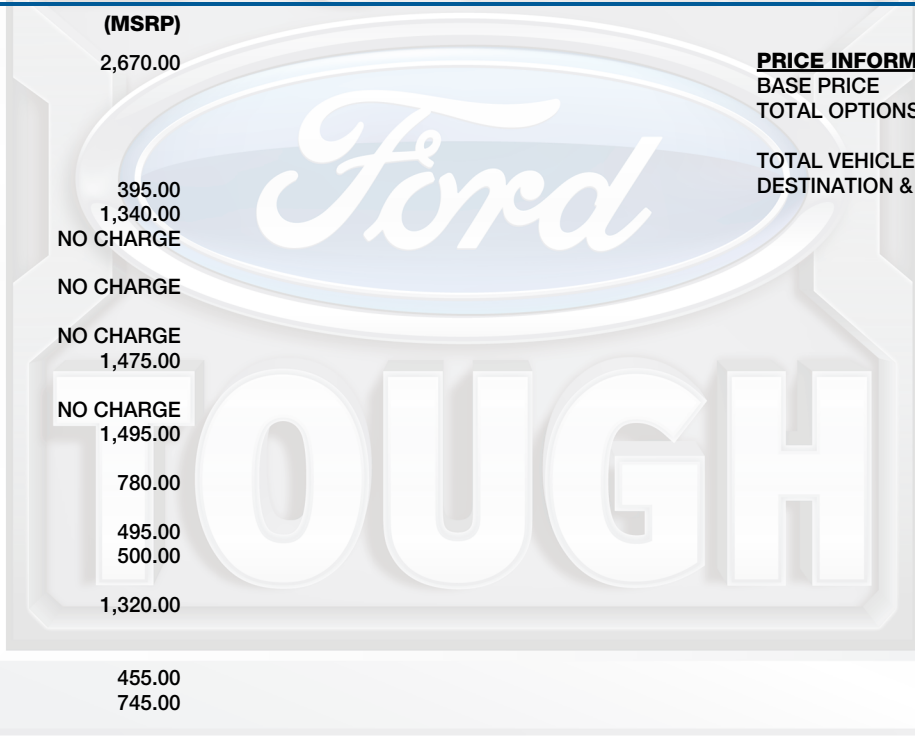 (MSRP)
2,670.00
395.00
1,340.00
NO CHARGE
NO CHARGE
NO CHARGE
1,475.00
NO CHARGE
1,495.00
780.00
495.00
500.00
1,320.00
455.00
745.00
PRICE INFORM
BASE PRICE
TOTAL OPTIONS
TOTAL VEHICLE
DESTINATION &
Ford
TOUGH